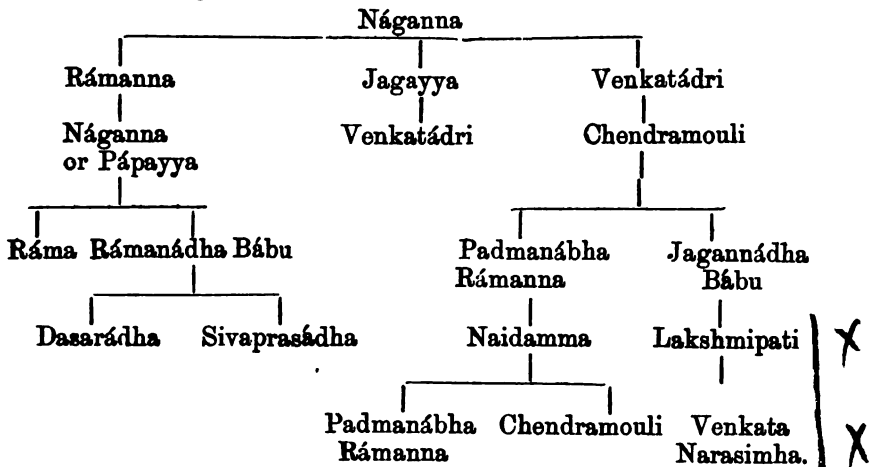 Náganna
Rámanna Jagayya Venkatádri
Náganna Venkatádri Chendramouli
or Pápayya
Ráma Rámanádha Bábu Padmanábha Jagannádha
Rámanna Bábu
Dasarádha Sivaprasádha Naidamma Lakshmipati X
Padmanábha Chendramouli Venkata
Rámanna Narasimha. X